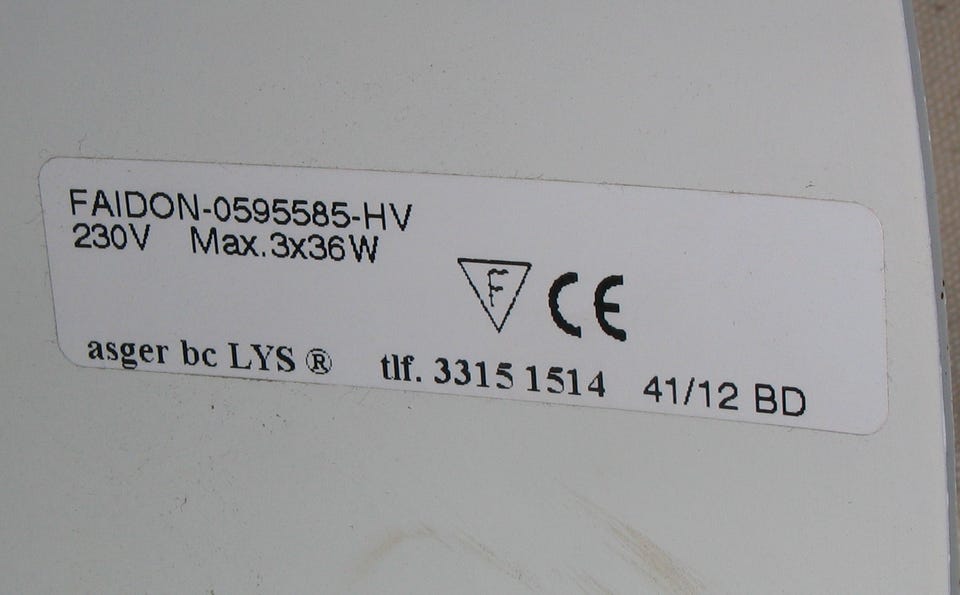 FAIDON-0595585-HV
230V Max.3x36W
F CE
asger bc LYS ® tlf. 3315 1514 41/12 BD